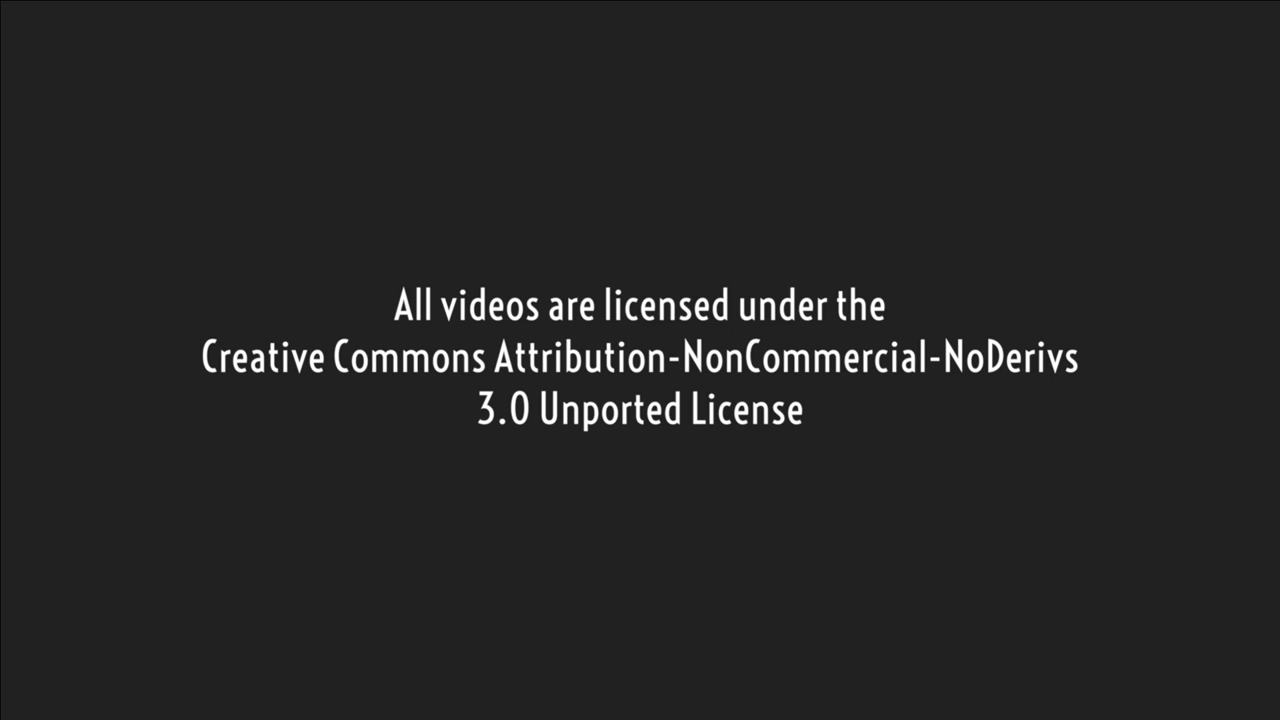 All videos are licensed under the
Creative Commons Attribution-NonCommercial-NoDerivs
3.0 Unported License